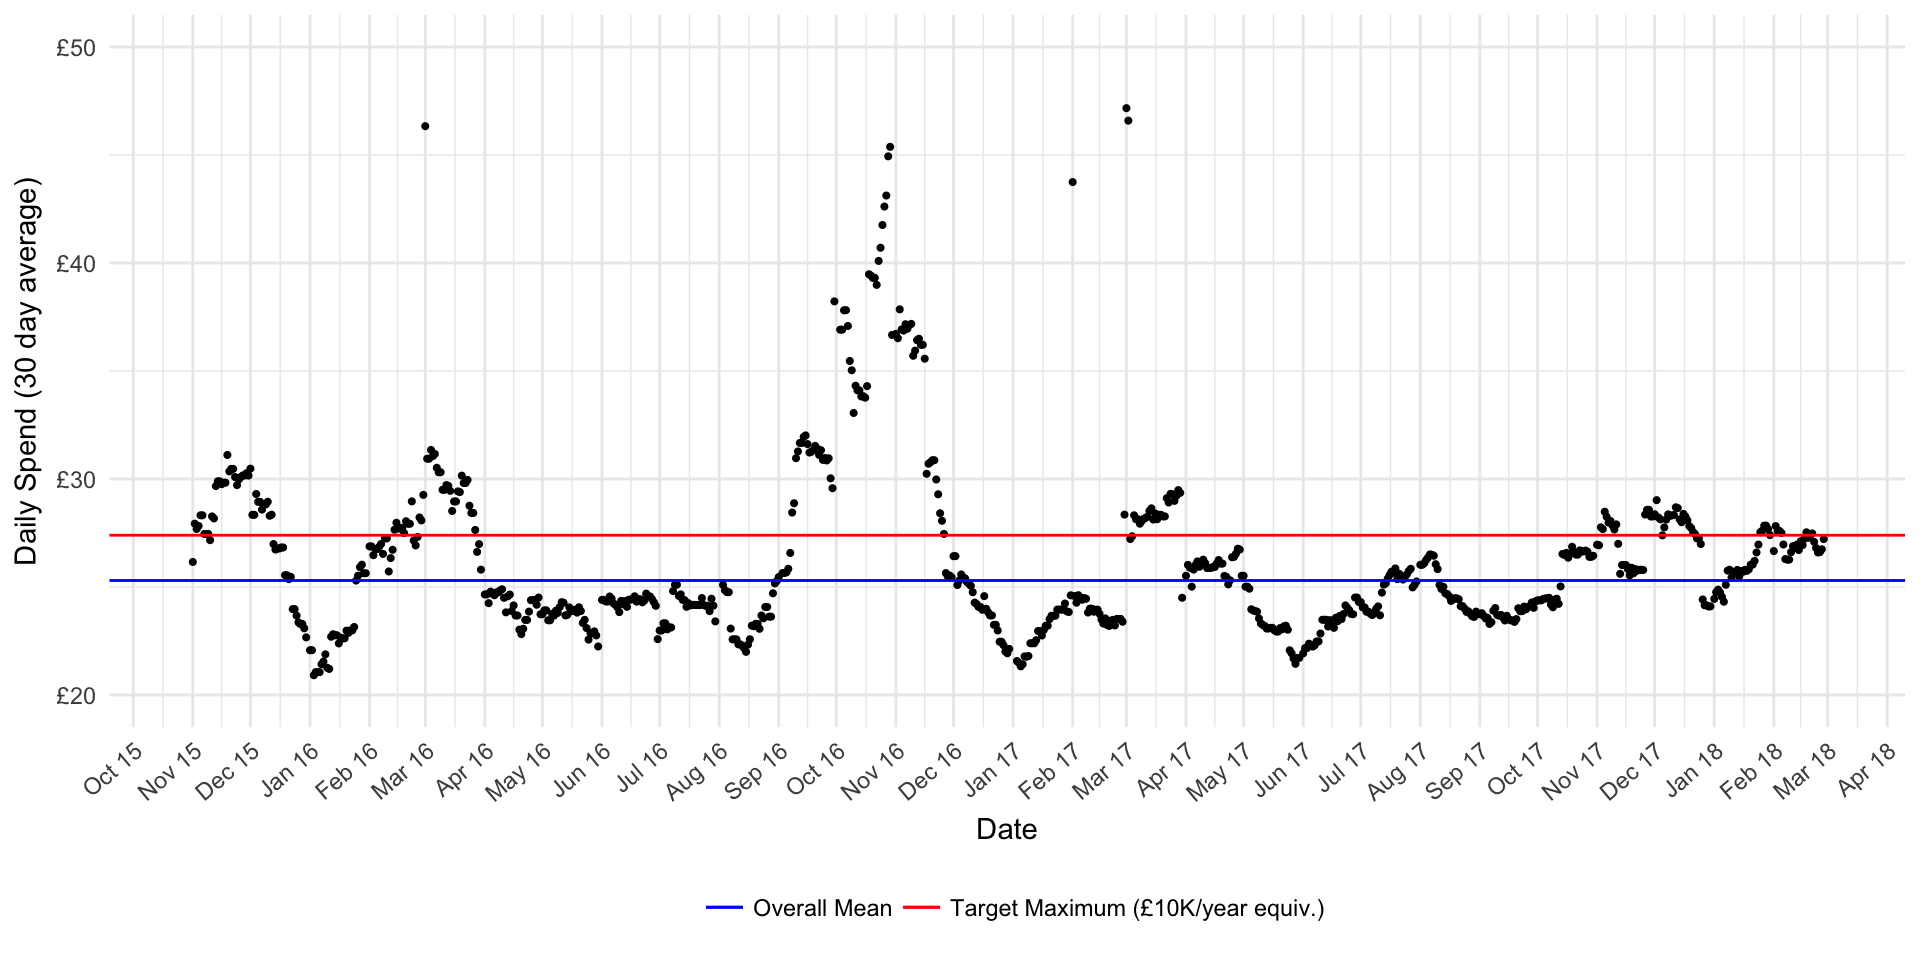 £50
£40
£30
£20
Daily Spend (30 day average)
Oct 15 Nov 15 Dec 15 Jan 16 Feb 16 Mar 16 Apr 16 May 16 Jun 16 Jul 16 Aug 16 Sep 16 Oct 16 Nov 16 Dec 16 Jan 17 Feb 17 Mar 17 Apr 17 May 17 Jun 17 Jul 17 Aug 17 Sep 17 Oct 17 Nov 17 Dec 17 Jan 18 Feb 18 Mar 18 Apr 18
Date
Overall Mean Target Maximum (£10K/year equiv.)